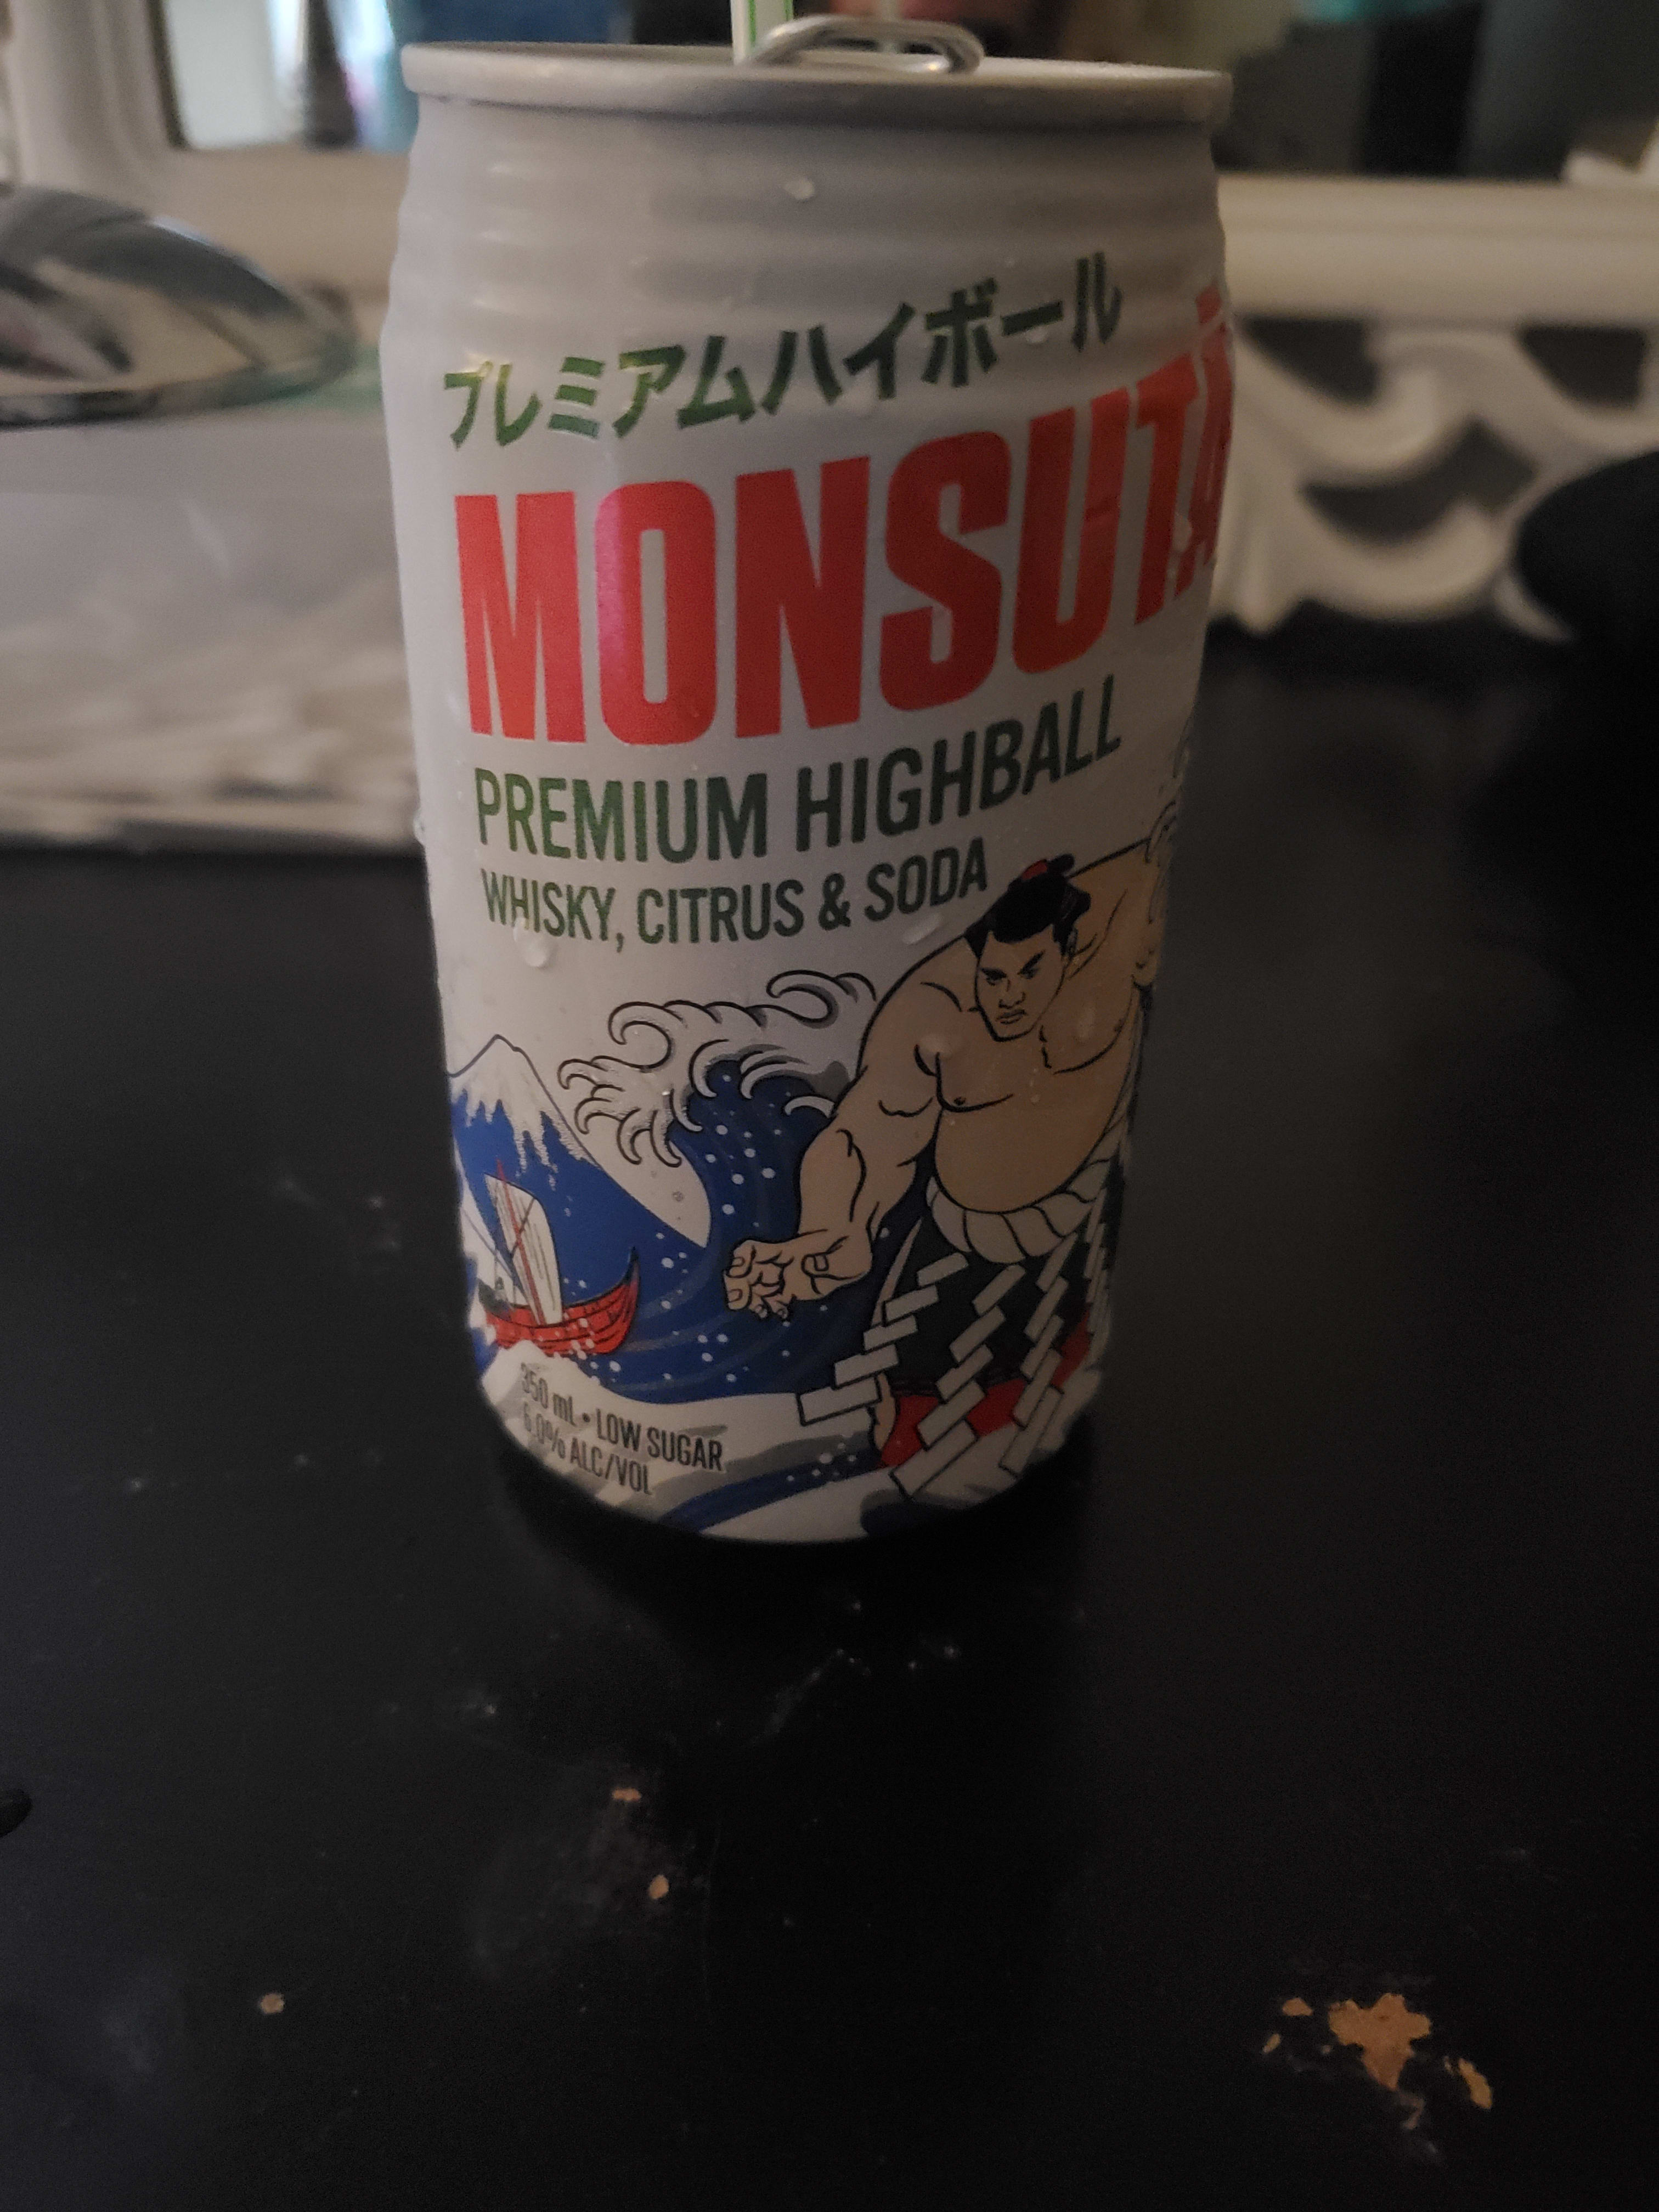 プレミアムハイボール
MONSUTĀ
PREMIUM HIGHBALL
WHISKY, CITRUS & SODA
350 mL • LOW SUGAR
6.0% ALC/VOL